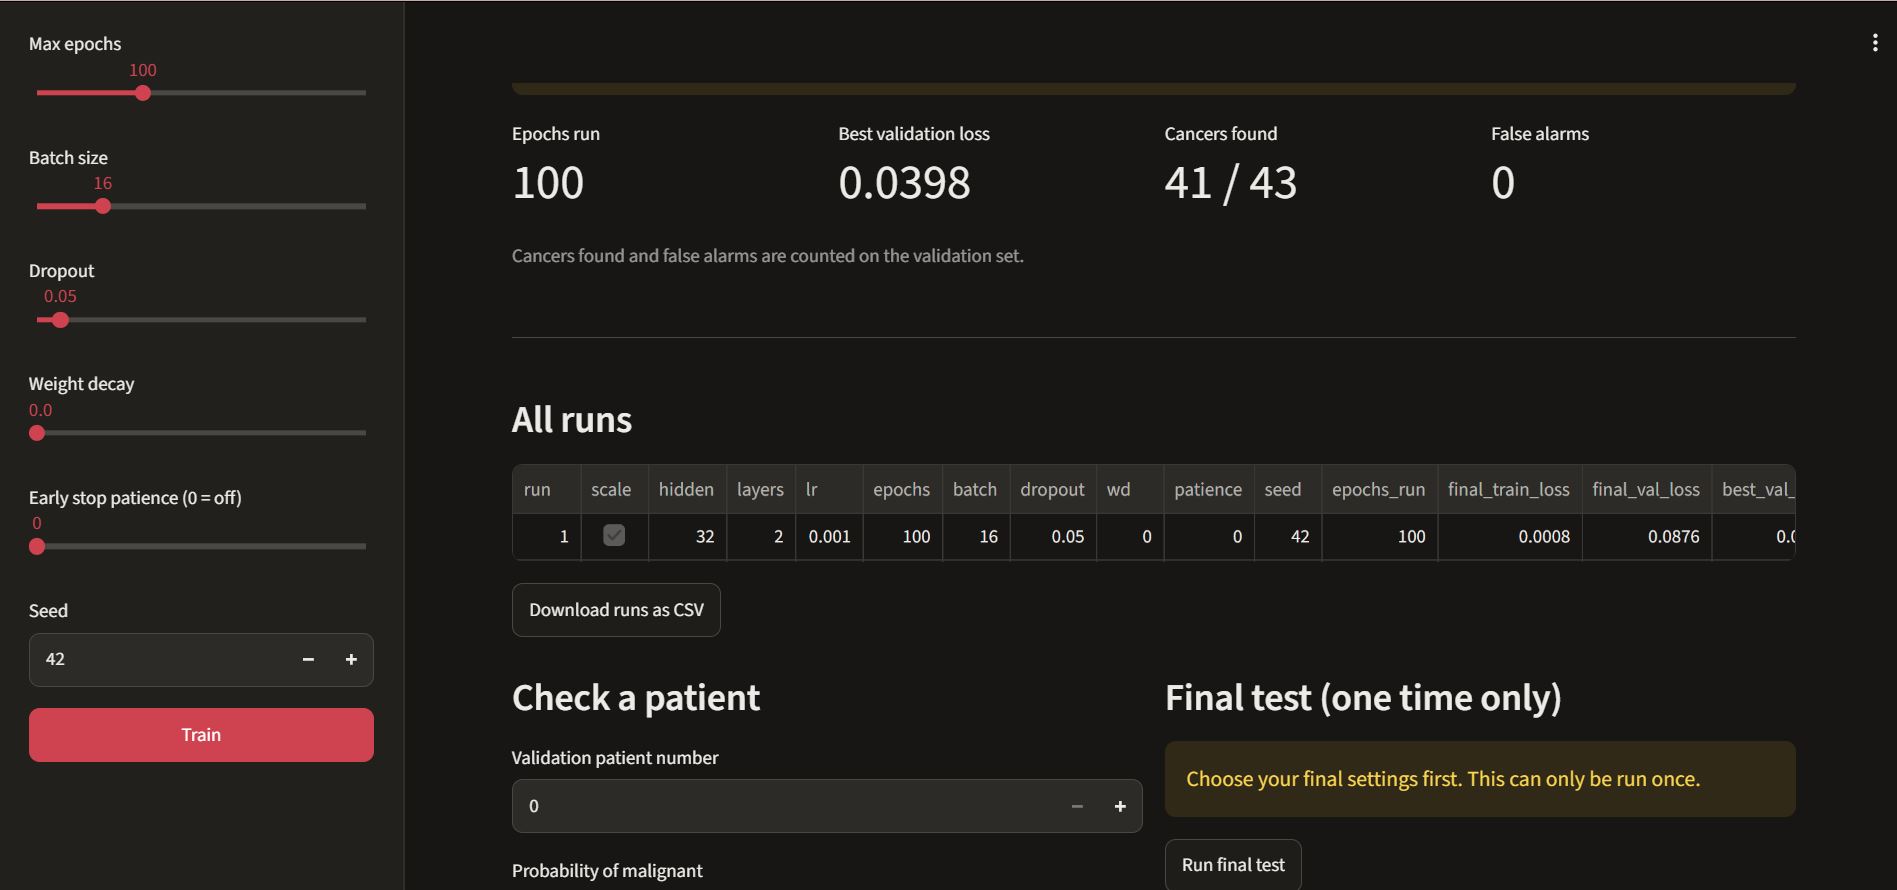 Max epochs
100
Batch size
16
Dropout
0.05
Weight decay
0.0
Early stop patience (0 = off)
0
Seed
42
Train
Epochs run
Best validation loss
Cancers found
False alarms
100
0.0398
41 / 43
0
Cancers found and false alarms are counted on the validation set.
All runs
run scale hidden layers lr epochs batch dropout wd patience seed epochs_run final_train_loss final_val_loss best_val_
1 32 2 0.001 100 16 0.05 0 0 42 100 0.0008 0.0876 0.0
Download runs as CSV
Check a patient
Validation patient number
0
Probability of malignant
Final test (one time only)
Choose your final settings first. This can only be run once.
Run final test